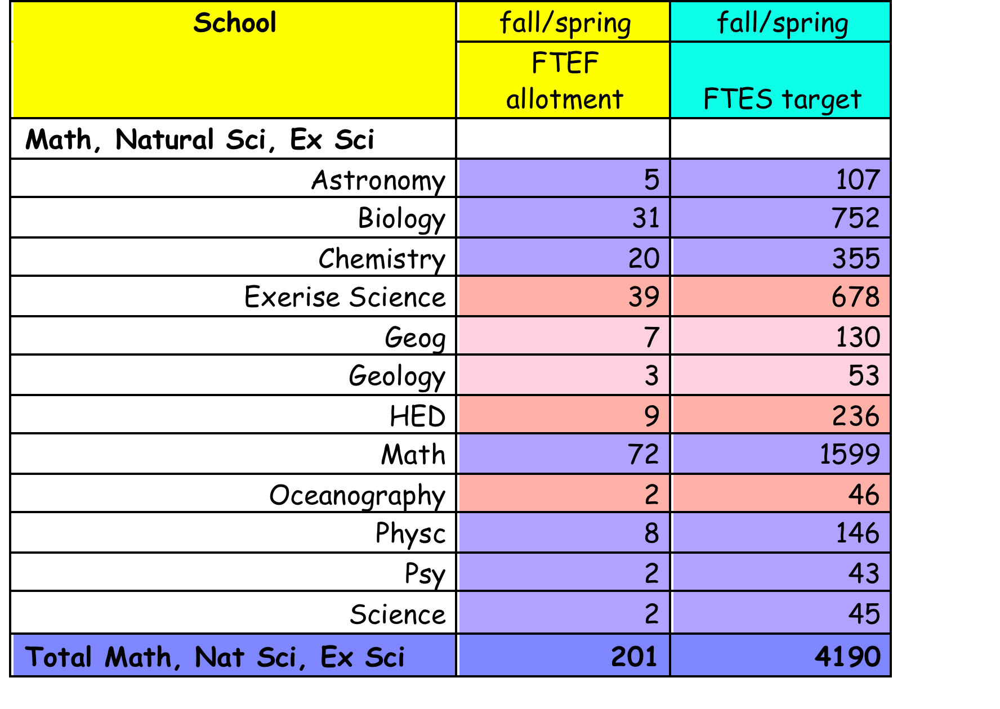 School fall/spring fall/spring
FTEF
allotment FTES target
Math, Natural Sci, Ex Sci
Astronomy 5 107
Biology 31 752
Chemistry 20 355
Exerise Science 39 678
Geog 7 130
Geology 3 53
HED 9 236
Math 72 1599
Oceanography 2 46
Physc 8 146
Psy 2 43
Science 2 45
Total Math, Nat Sci, Ex Sci 201 4190